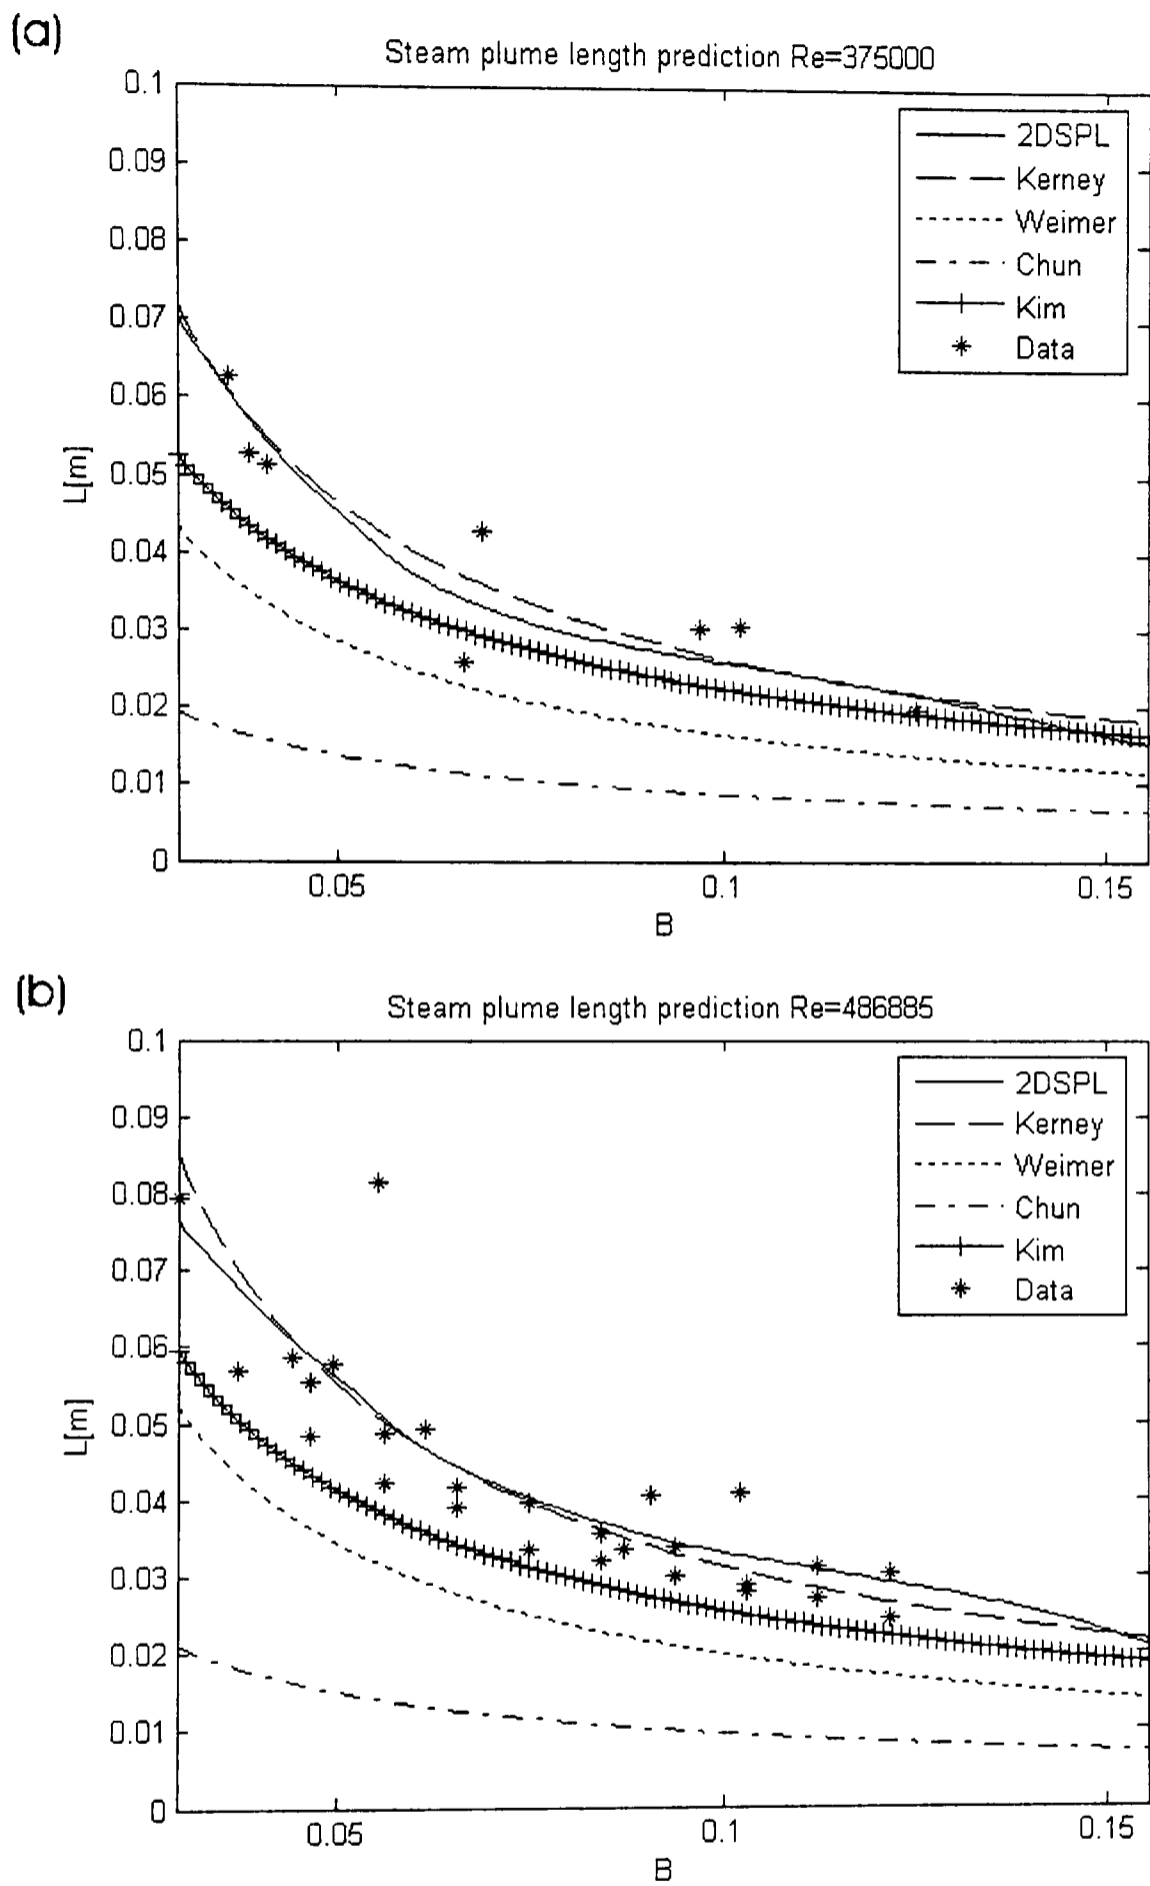 (a)
Steam plume length prediction Re=375000
0.1
0.09
0.08
0.07
0.06
0.05
0.04
0.03
0.02
0.01
0
L[m]
2DSPL
Kerney
Weimer
Chun
Kim
Data
0.05
0.1
0.15
B
(b)
Steam plume length prediction Re=486885
0.1
0.09
0.08
0.07
0.06
0.05
0.04
0.03
0.02
0.01
0
L[m]
2DSPL
Kerney
Weimer
Chun
Kim
Data
0.05
0.1
0.15
B